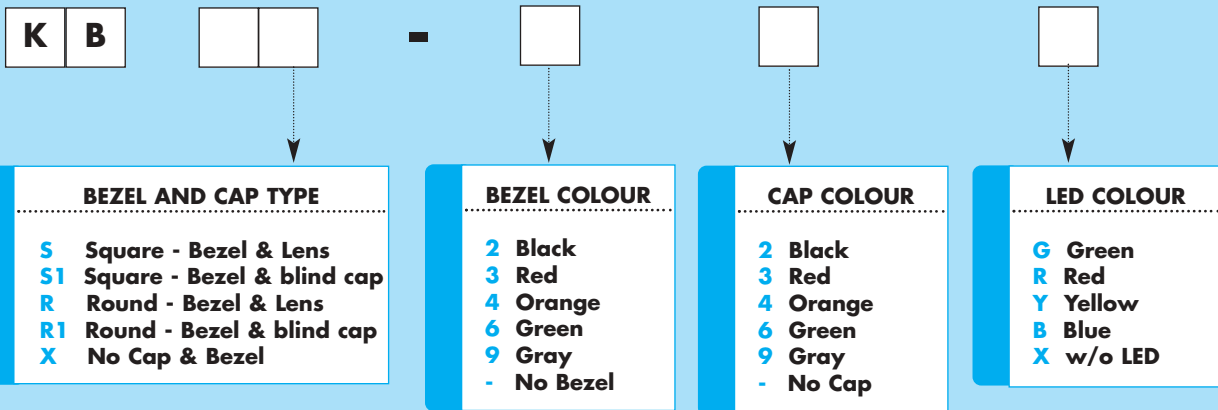 K B -
BEZEL AND CAP TYPE
S Square - Bezel & Lens
S1 Square - Bezel & blind cap
R Round - Bezel & Lens
R1 Round - Bezel & blind cap
X No Cap & Bezel
BEZEL COLOUR
2 Black
3 Red
4 Orange
6 Green
9 Gray
- No Bezel
CAP COLOUR
2 Black
3 Red
4 Orange
6 Green
9 Gray
- No Cap
LED COLOUR
G Green
R Red
Y Yellow
B Blue
X w/o LED